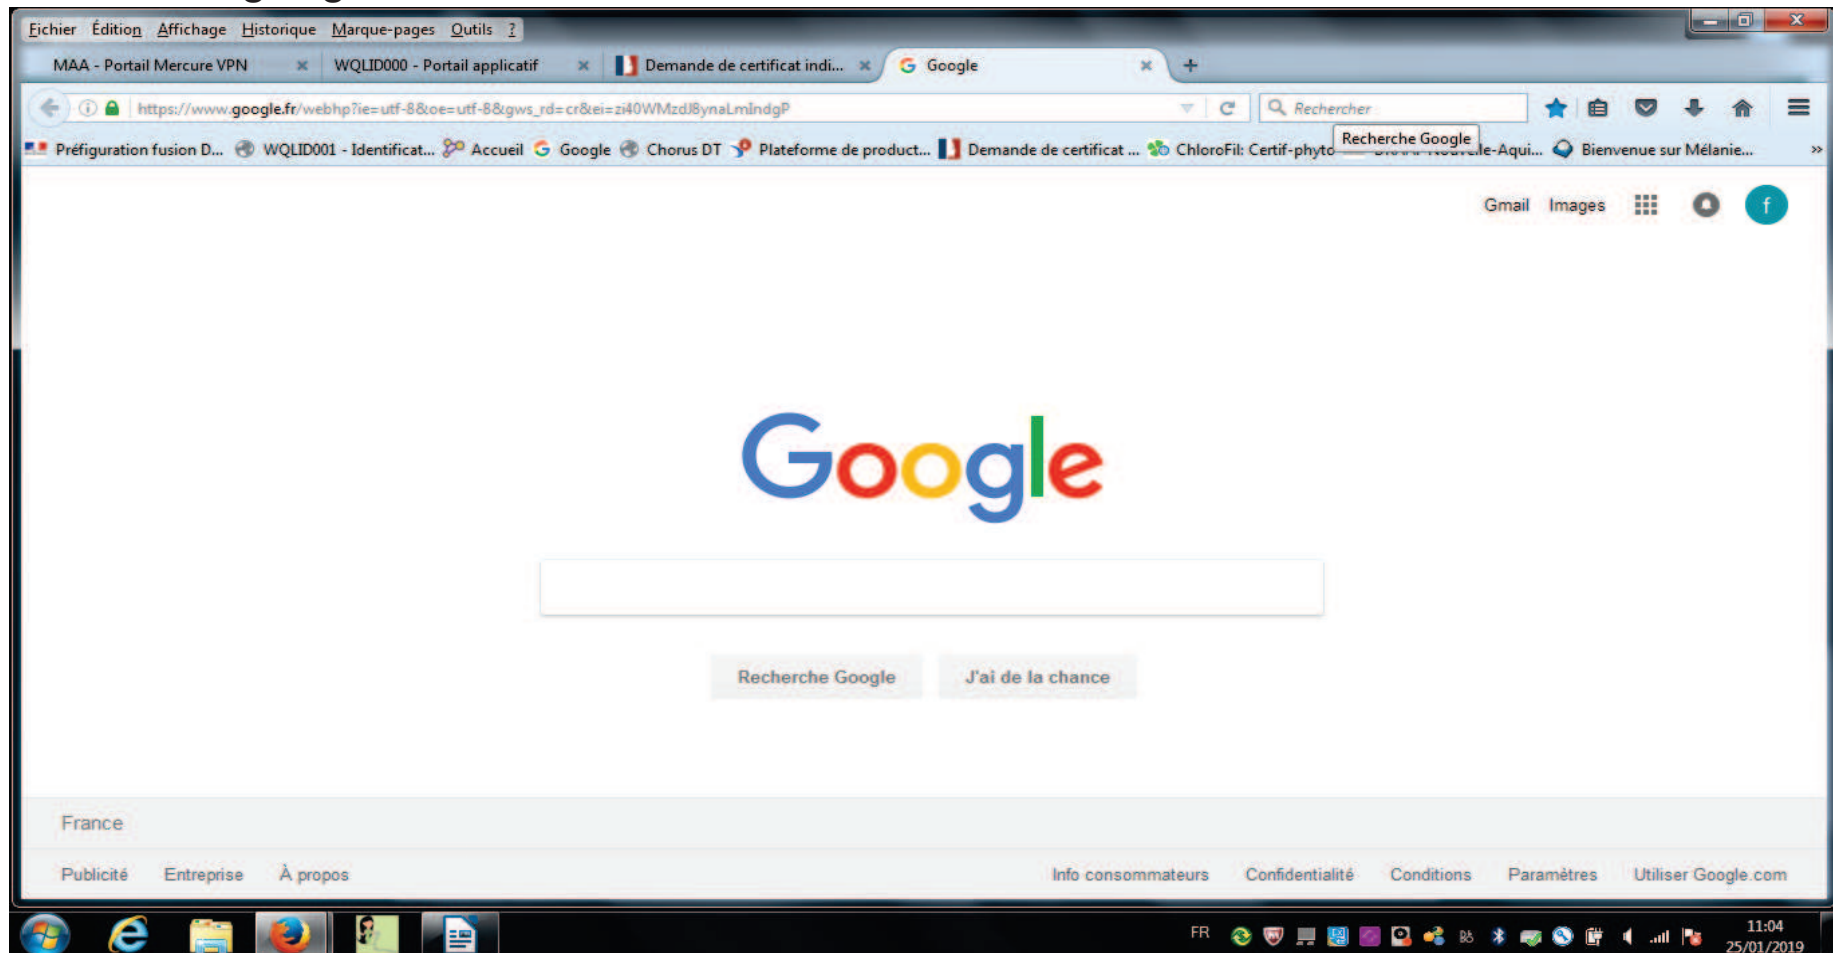 Fichier Édition Affichage Historique Marque-pages Outils ?
MAA - Portail Mercure VPN WQLID000 - Portail applicatif Demande de certificat indi... Google
https://www.google.fr/webhp?ie=utf-8&oe=utf-8&gws_rd=cr&ei=zi40WMzdJ8ynaLmIndgP Rechercher
Recherche Google
Préfiguration fusion D... WQLID001 - Identificat... Accueil Google Chorus DT Plateforme de product... Demande de certificat ... ChloroFil: Certif-phyto Bienvenue sur Mélanie... »
Gmail Images f
Google
Recherche Google J'ai de la chance
France
Publicité Entreprise À propos Info consommateurs Confidentialité Conditions Paramètres Utiliser Google.com
FR 11:04
25/01/2019